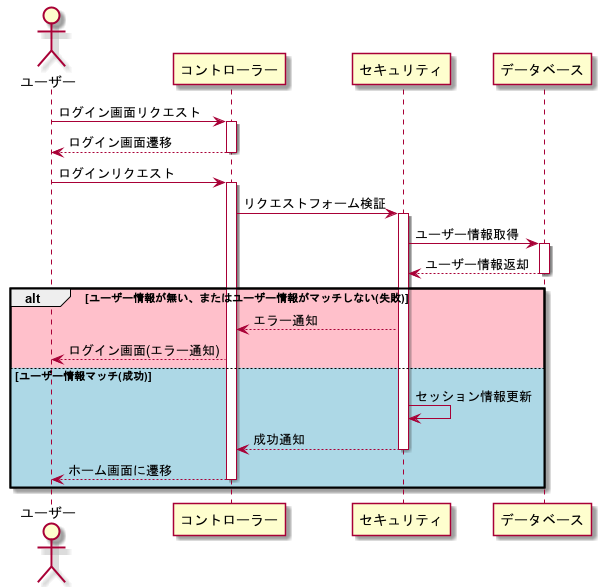 ユーザー
コントローラー
セキュリティ
データベース
ログイン画面リクエスト
ログイン画面遷移
ログインリクエスト
リクエストフォーム検証
ユーザー情報取得
ユーザー情報返却
alt
[ユーザー情報が無い、またはユーザー情報がマッチしない(失敗)]
エラー通知
ログイン画面(エラー通知)
[ユーザー情報マッチ(成功)]
セッション情報更新
成功通知
ホーム画面に遷移
ユーザー
コントローラー
セキュリティ
データベース